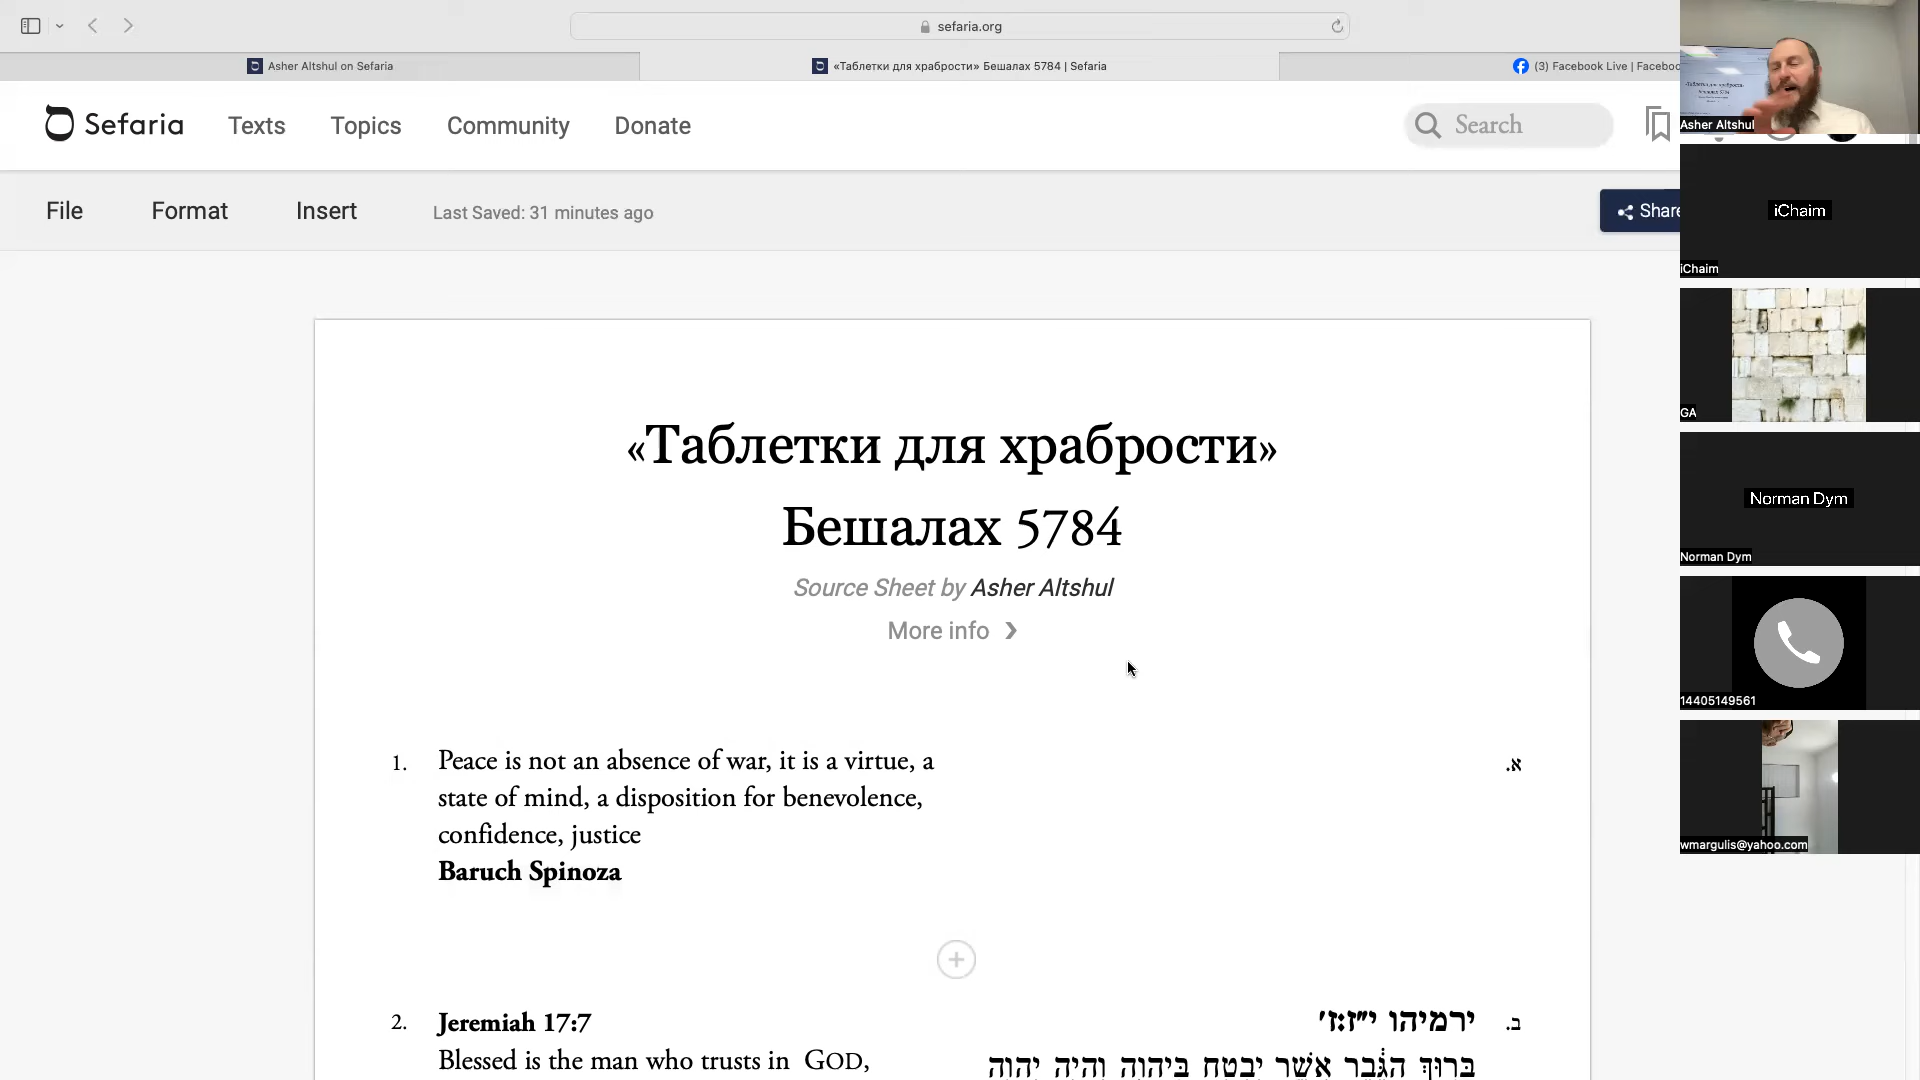 sefaria.org
Asher Altshul on Sefaria
«Таблетки для храбрости» Бешалах 5784 | Sefaria
(3) Facebook Live | Faceboo
Sefaria
Texts
Topics
Community
Donate
Search
File
Format
Insert
Last Saved: 31 minutes ago
Share
«Таблетки для храбрости»
Бешалах 5784
Source Sheet by Asher Altshul
More info
1.
Peace is not an absence of war, it is a virtue, a
state of mind, a disposition for benevolence,
confidence, justice
Baruch Spinoza
א.
2.
Jeremiah 17:7
Blessed is the man who trusts in GOD,
ב.
ירמיהו י״ז:ז׳
בָּרוּךְ הַגֶּבֶר אֲשֶׁר יִבְטַח בַּיהוָה וְהָיָה יְהוָה
Asher Altshul
iChaim
iChaim
GA
Norman Dym
Norman Dym
14405149561
wmargulis@yahoo.com